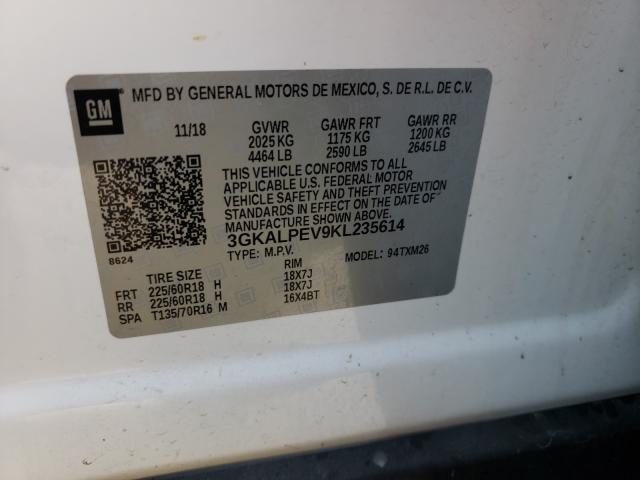 GM MFD BY GENERAL MOTORS DE MEXICO, S. DE R.L. DE C.V.
11/18 GVWR GAWR FRT GAWR RR
2025 KG 1175 KG 1200 KG
4464 LB 2590 LB 2645 LB
THIS VEHICLE CONFORMS TO ALL
APPLICABLE U.S. FEDERAL MOTOR
VEHICLE SAFETY AND THEFT PREVENTION
STANDARDS IN EFFECT ON THE DATE OF
MANUFACTURE SHOWN ABOVE.
3GKALPEV9KL235614
8624 TYPE: M.P.V. MODEL: 94TXM26
TIRE SIZE RIM
FRT 225/60R18 H 18X7J
RR 225/60R18 H 18X7J
SPA T135/70R16 M 16X4BT